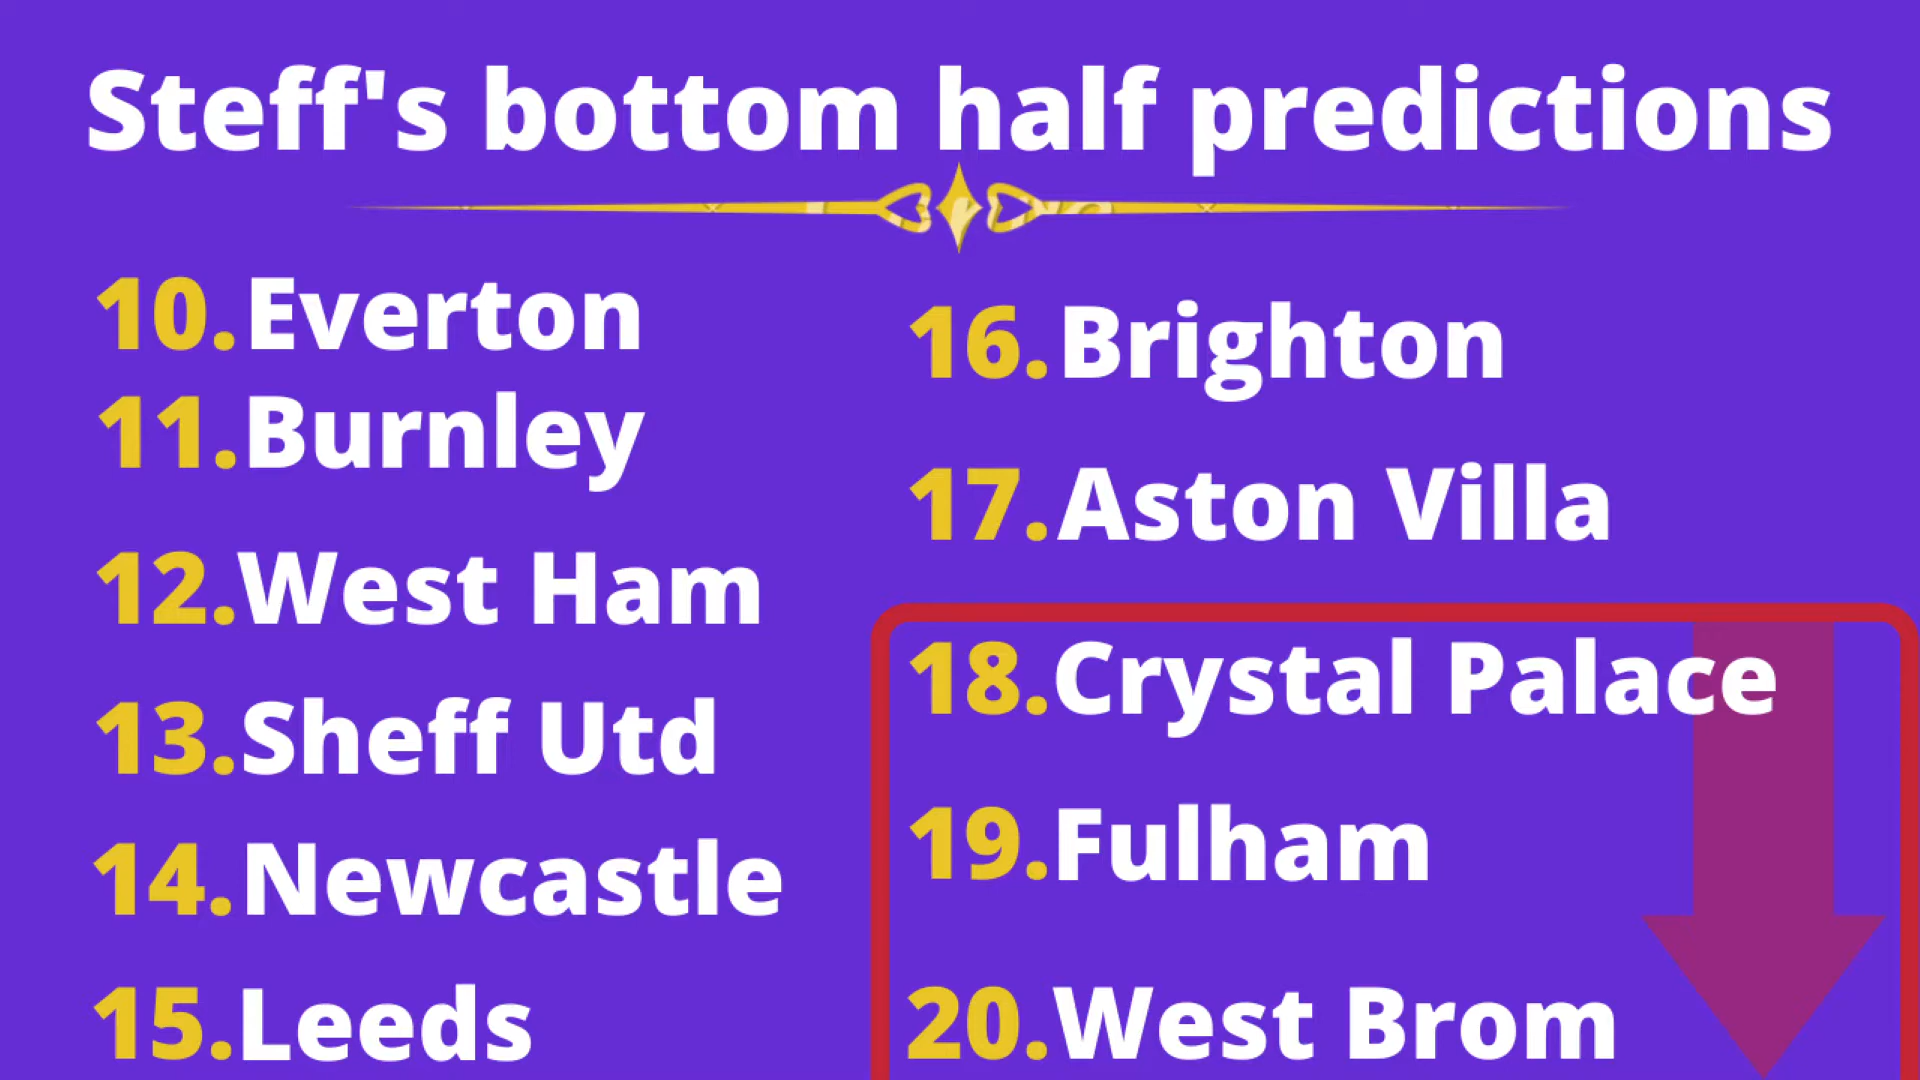 Steff's bottom half predictions
10. Everton
11. Burnley
12. West Ham
13. Sheff Utd
14. Newcastle
15. Leeds
16. Brighton
17. Aston Villa
18. Crystal Palace
19. Fulham
20. West Brom